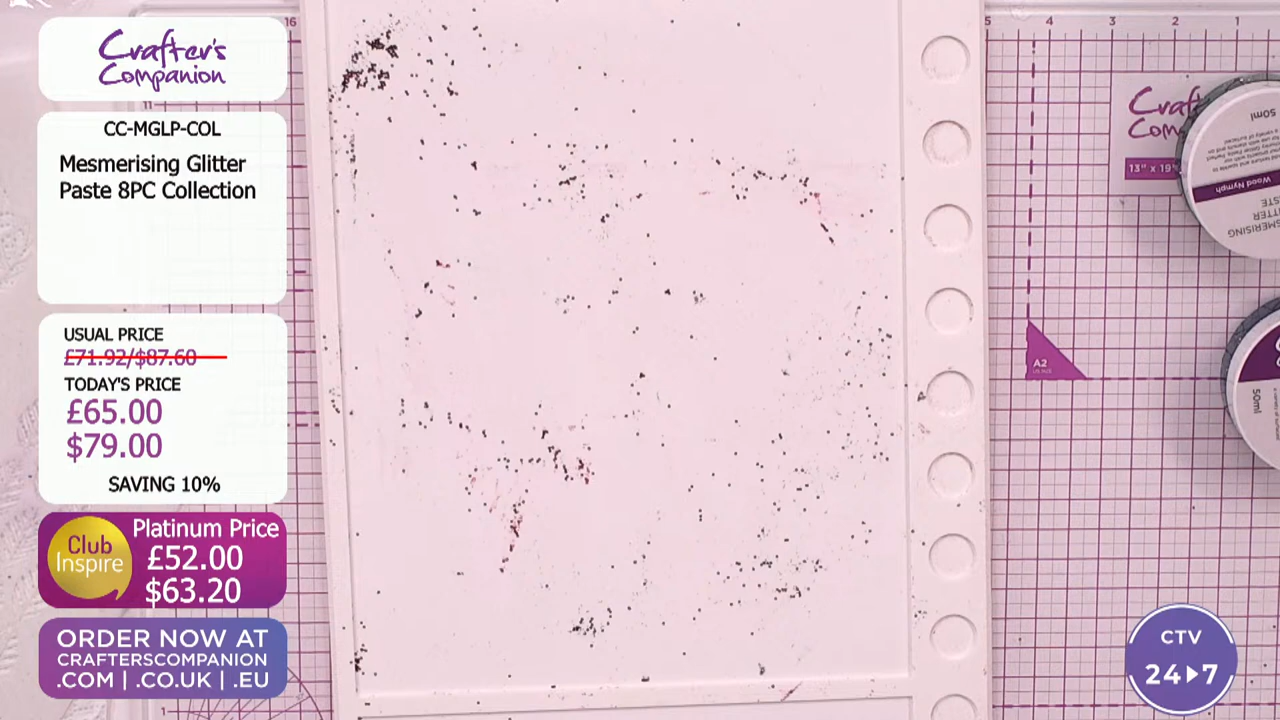 Crafter's
Companion
CC-MGLP-COL
Mesmerising Glitter
Paste 8PC Collection
USUAL PRICE
£71.92/$87.60
TODAY'S PRICE
£65.00
$79.00
SAVING 10%
Club
Inspire
Platinum Price
£52.00
$63.20
ORDER NOW AT
CRAFTERSCOMPANION
.COM | .CO.UK | .EU
16
11
1
5 4 3 2 1
13" x 19
A2
50ml
Wood Nymph
50ml
CTV
24▶7